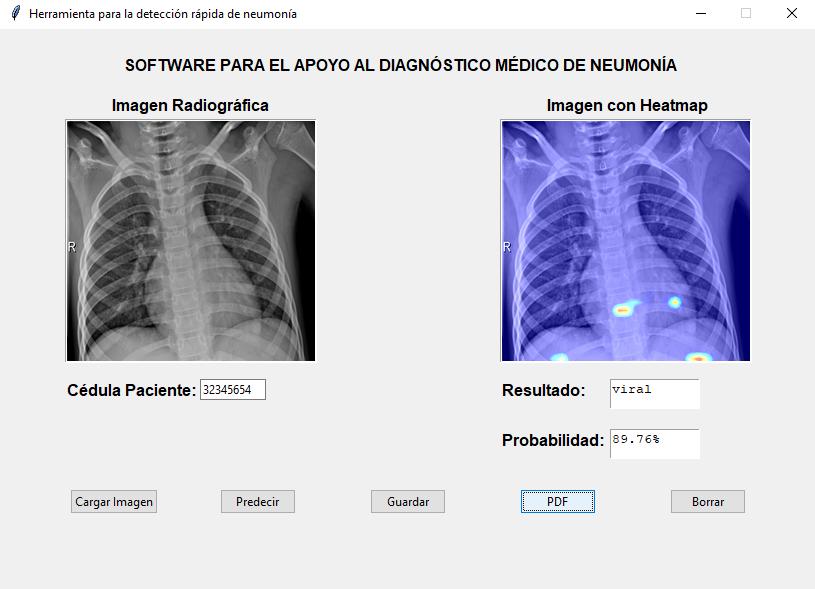 Herramienta para la detección rápida de neumonía
SOFTWARE PARA EL APOYO AL DIAGNÓSTICO MÉDICO DE NEUMONÍA
Imagen Radiográfica
Imagen con Heatmap
R
R
Cédula Paciente: 32345654
Resultado: viral
Probabilidad: 89.76%
Cargar Imagen
Predecir
Guardar
PDF
Borrar